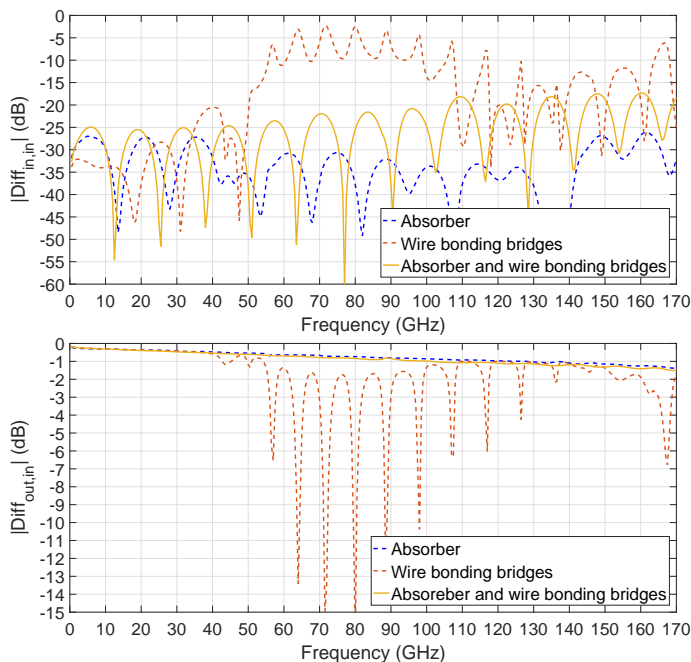 0
-5
-10
-15
-20
-25
-30
-35
-40
-45
-50
-55
-60
|Diff_in,in| (dB)
Absorber
Wire bonding bridges
Absorber and wire bonding bridges
0 10 20 30 40 50 60 70 80 90 100 110 120 130 140 150 160 170
Frequency (GHz)
0
-1
-2
-3
-4
-5
-6
-7
-8
-9
-10
-11
-12
-13
-14
-15
|Diff_out,in| (dB)
Absorber
Wire bonding bridges
Absoreber and wire bonding bridges
0 10 20 30 40 50 60 70 80 90 100 110 120 130 140 150 160 170
Frequency (GHz)